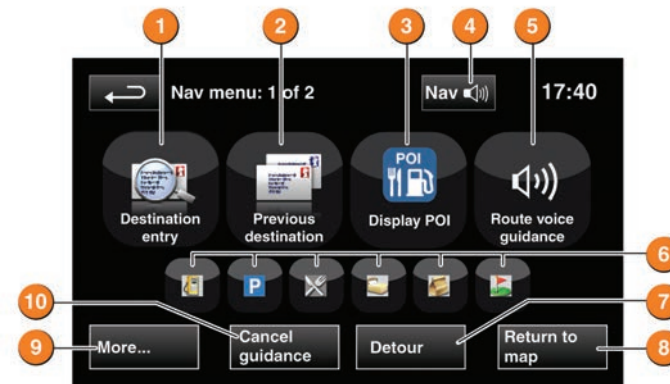 1 2 3 4 5
Nav menu: 1 of 2 Nav 17:40
POI
Destination entry
Previous destination
Display POI
Route voice guidance
P
6
10
7
More...
Cancel guidance
Detour
Return to map
9
8